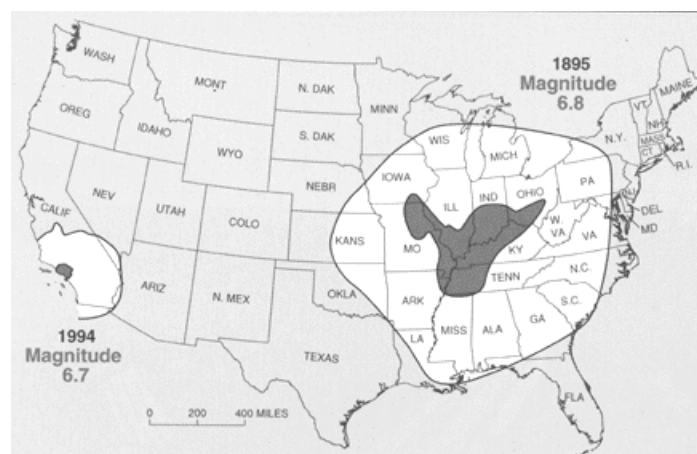 WASH
MONT
N. DAK
MINN
1895
Magnitude
6.8
MAINE
VT.
NH.
OREG
IDAHO
S. DAK
WIS
MICH
N.Y.
MASS
CT
R.I.
WYO
IOWA
PA
N.J.
NEBR
ILL
IND
OHIO
DEL
MD
NEV
UTAH
COLO
CALIF
KANS
MO
KY
W.
VA
VA
ARIZ
N. MEX
OKLA
ARK
TENN
N.C.
S.C.
MISS
ALA
GA
LA
TEXAS
FLA
1994
Magnitude
6.7
0 200 400 MILES